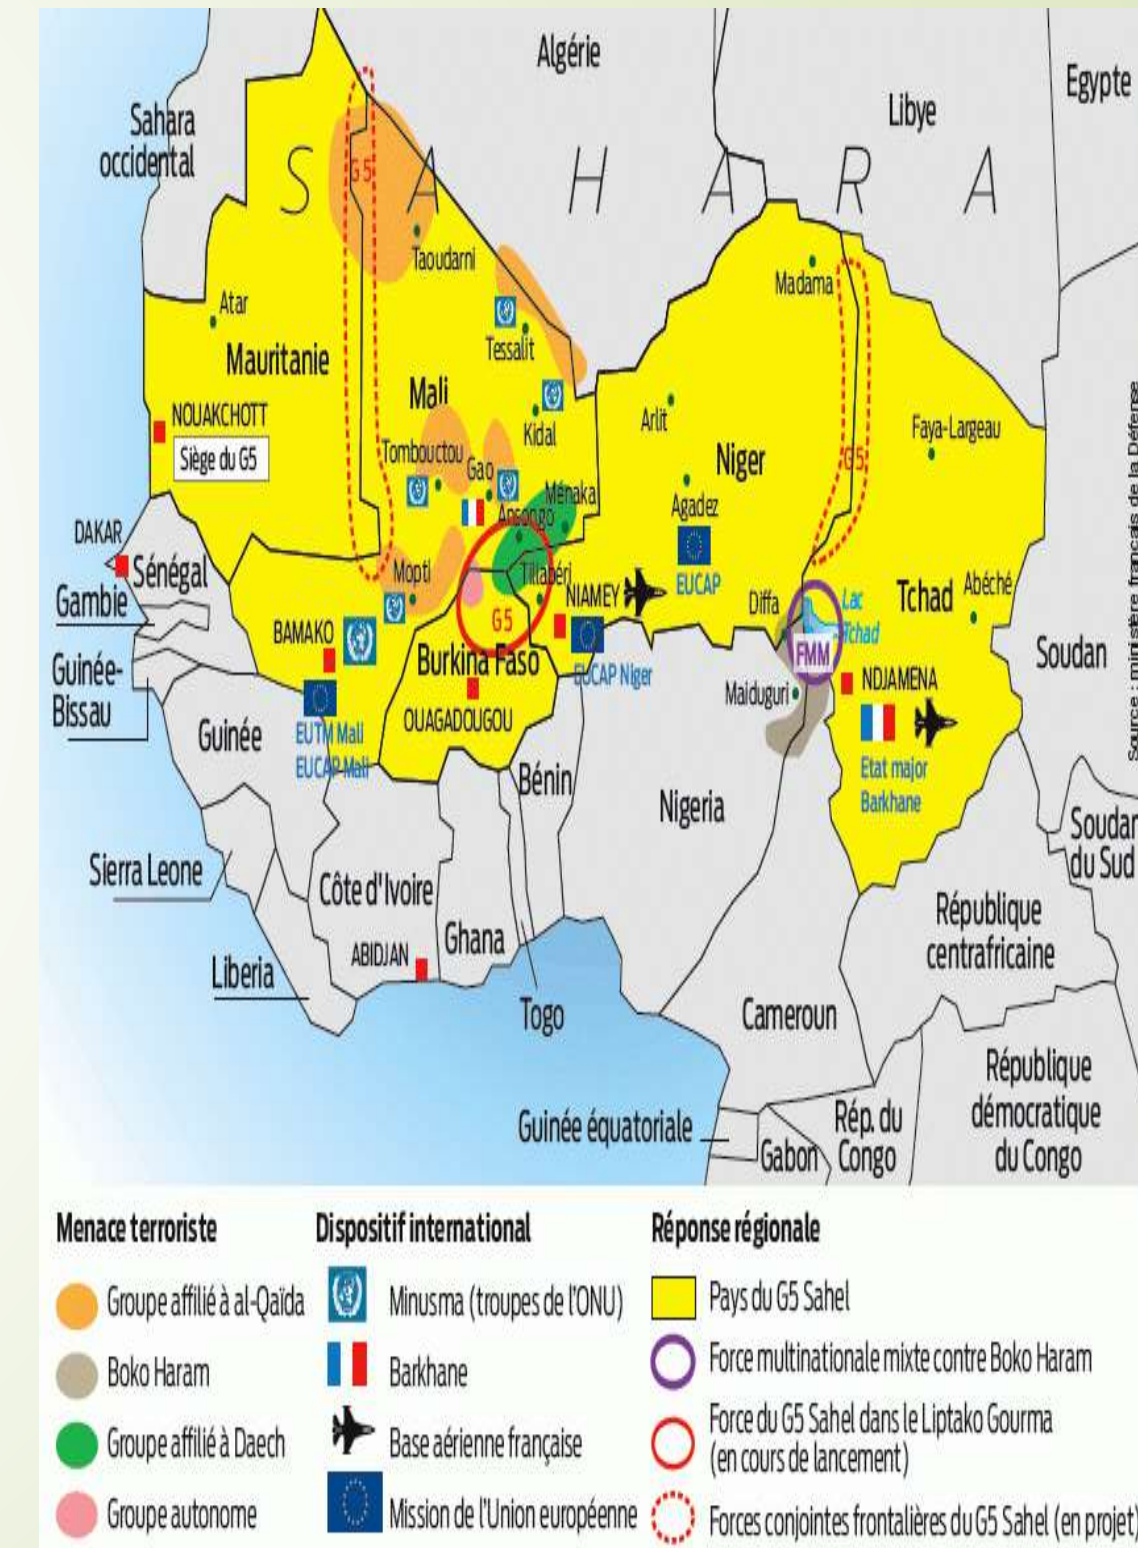 Algérie
Egypte
Libye
Sahara
occidental
S A H A R A
G5
Taoudarni
Madama
Atar
Tessalit
Mauritanie
Mali
Arlit
NOUAKCHOTT
Siège du G5
Kidal
Faya-Largeau
Tombouctou
Gao
Niger
G5
Ménaka
Agadez
Ansongo
DAKAR
Sénégal
Mopti
Tillabéri
EUCAP
Gambie
NIAMEY
Diffa
Lac
Tchad
Tchad
Abéché
BAMAKO
G5
FMM
Soudan
Guinée-
Bissau
Burkina Faso
EUCAP Niger
Maiduguri
NDJAMENA
OUAGADOUGOU
Guinée
EUTM Mali
EUCAP Mali
Bénin
Etat major
Barkhane
Nigeria
Source : ministère français de la Défense
Soudan
du Sud
Sierra Leone
Côte d'Ivoire
République
centrafricaine
Ghana
ABIDJAN
Liberia
Togo
Cameroun
République
démocratique
du Congo
Guinée équatoriale
Rép. du
Congo
Gabon
Menace terroriste
Groupe affilié à al-Qaïda
Boko Haram
Groupe affilié à Daech
Groupe autonome
Dispositif international
Minusma (troupes de l'ONU)
Barkhane
Base aérienne française
Mission de l'Union européenne
Réponse régionale
Pays du G5 Sahel
Force multinationale mixte contre Boko Haram
Force du G5 Sahel dans le Liptako Gourma
(en cours de lancement)
Forces conjointes frontalières du G5 Sahel (en projet)